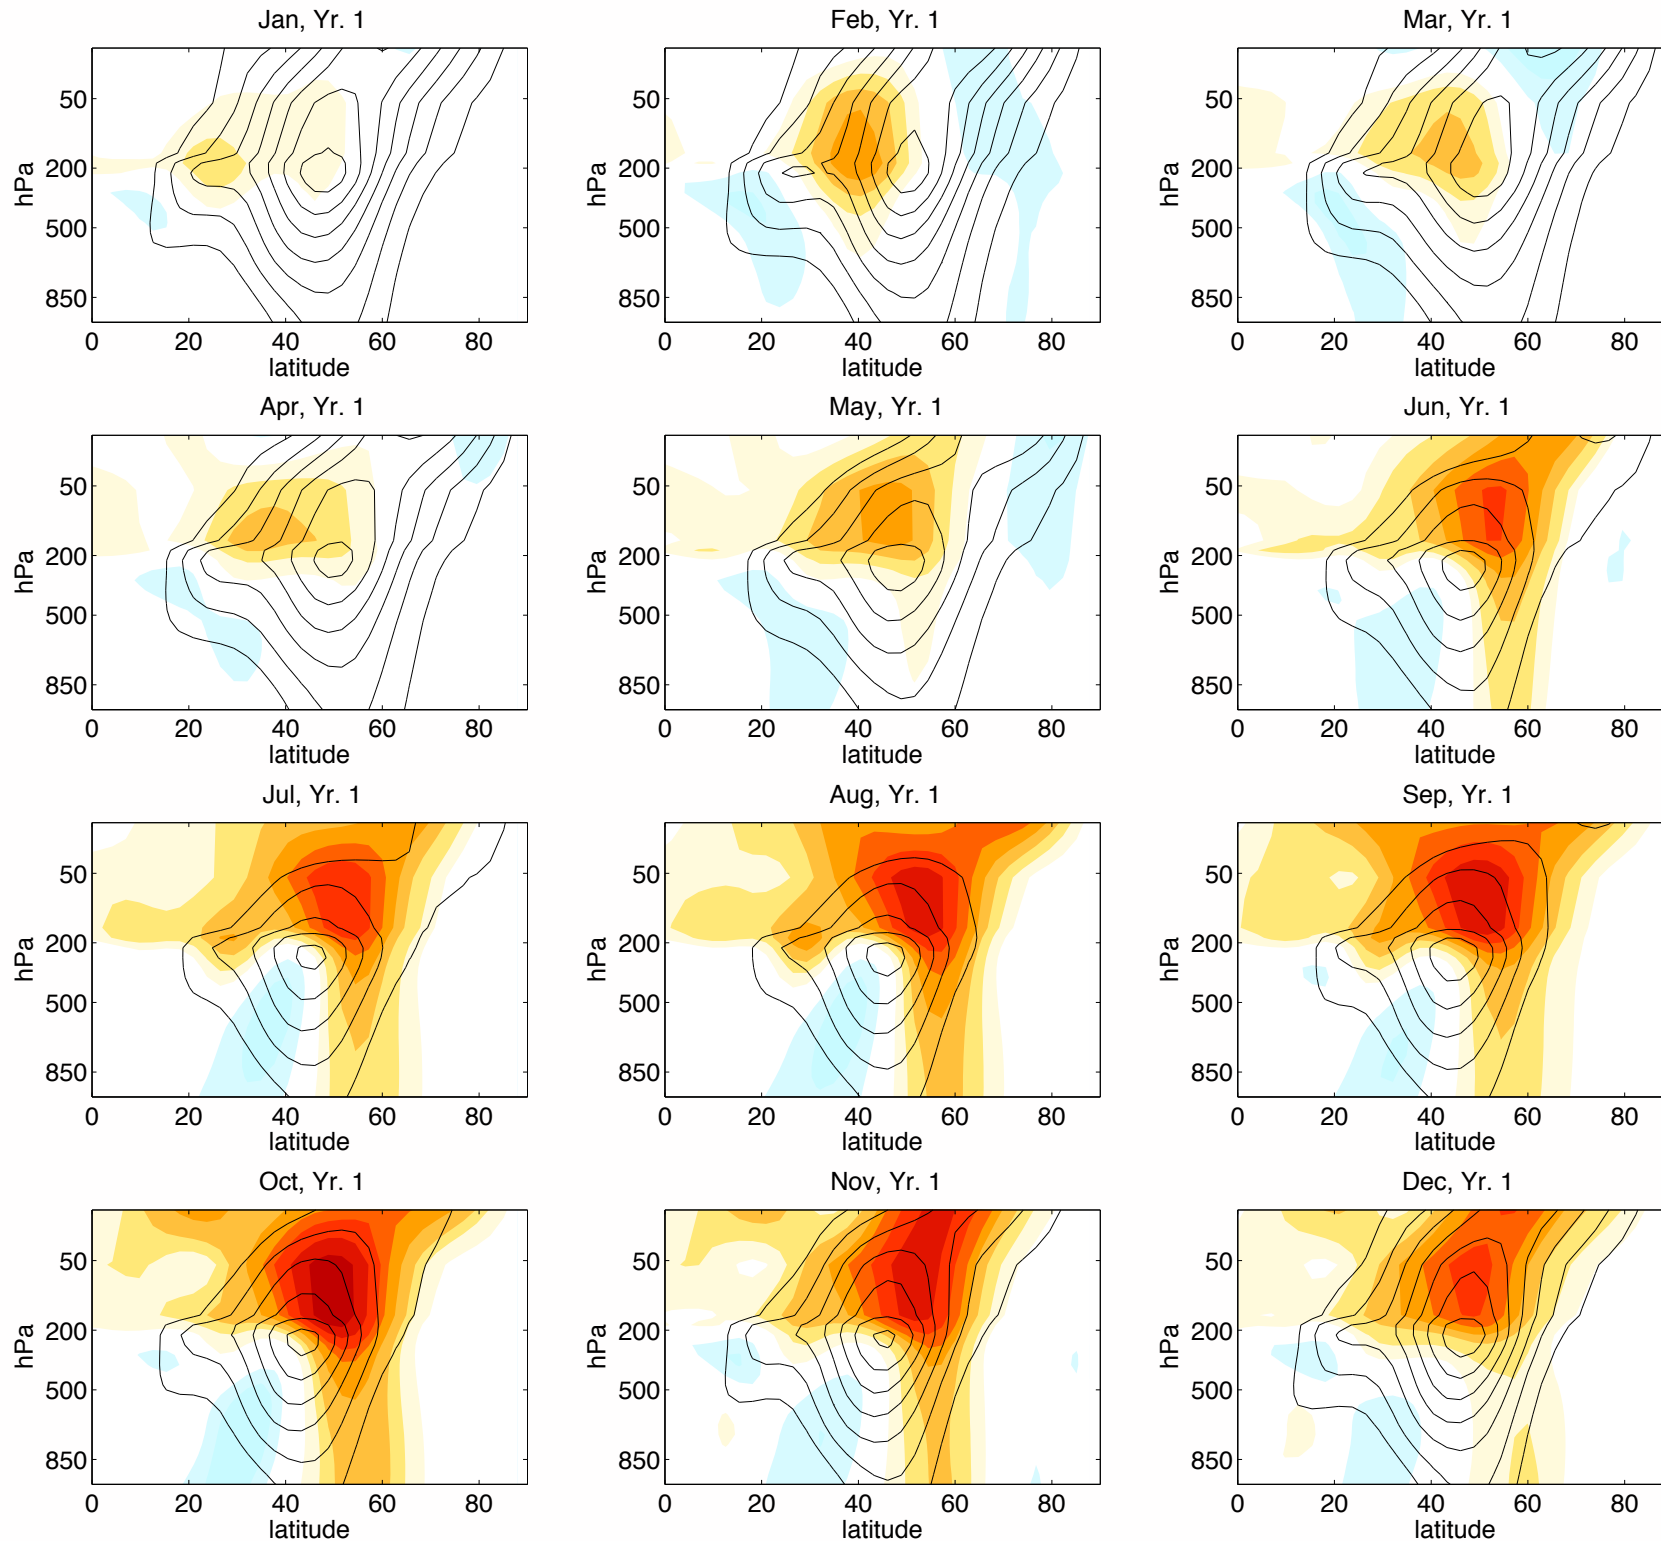 Jan, Yr. 1
Feb, Yr. 1
Mar, Yr. 1
50
200
500
850
hPa
0 20 40 60 80
latitude
50
200
500
850
hPa
0 20 40 60 80
latitude
50
200
500
850
hPa
0 20 40 60 80
latitude
Apr, Yr. 1
May, Yr. 1
Jun, Yr. 1
50
200
500
850
hPa
0 20 40 60 80
latitude
50
200
500
850
hPa
0 20 40 60 80
latitude
50
200
500
850
hPa
0 20 40 60 80
latitude
Jul, Yr. 1
Aug, Yr. 1
Sep, Yr. 1
50
200
500
850
hPa
0 20 40 60 80
latitude
50
200
500
850
hPa
0 20 40 60 80
latitude
50
200
500
850
hPa
0 20 40 60 80
latitude
Oct, Yr. 1
Nov, Yr. 1
Dec, Yr. 1
50
200
500
850
hPa
0 20 40 60 80
latitude
50
200
500
850
hPa
0 20 40 60 80
latitude
50
200
500
850
hPa
0 20 40 60 80
latitude